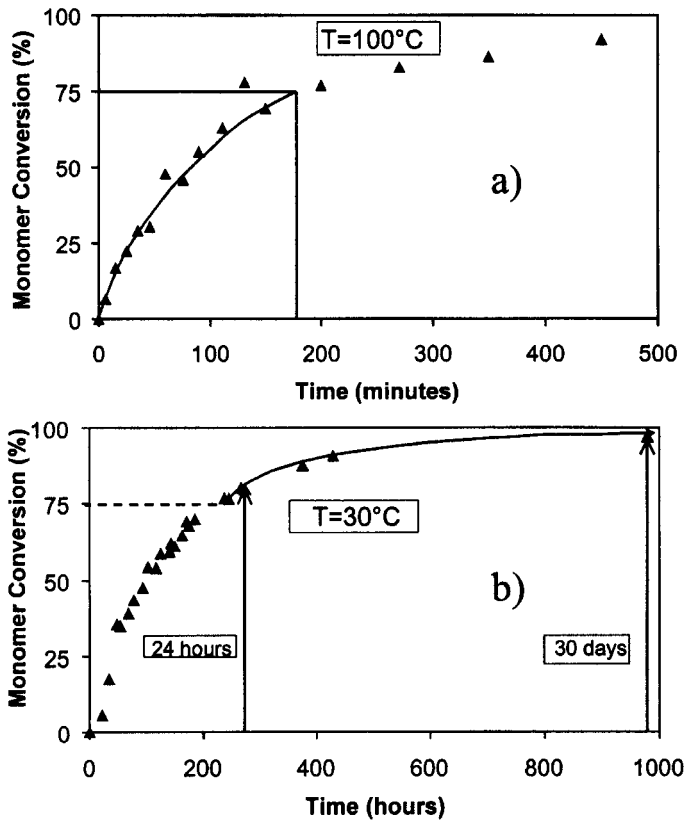 100
T=100°C
75
50
a)
25
0
0 100 200 300 400 500
Monomer Conversion (%)
Time (minutes)
100
75
T=30°C
50
b)
24 hours
30 days
25
0
0 200 400 600 800 1000
Monomer Conversion (%)
Time (hours)